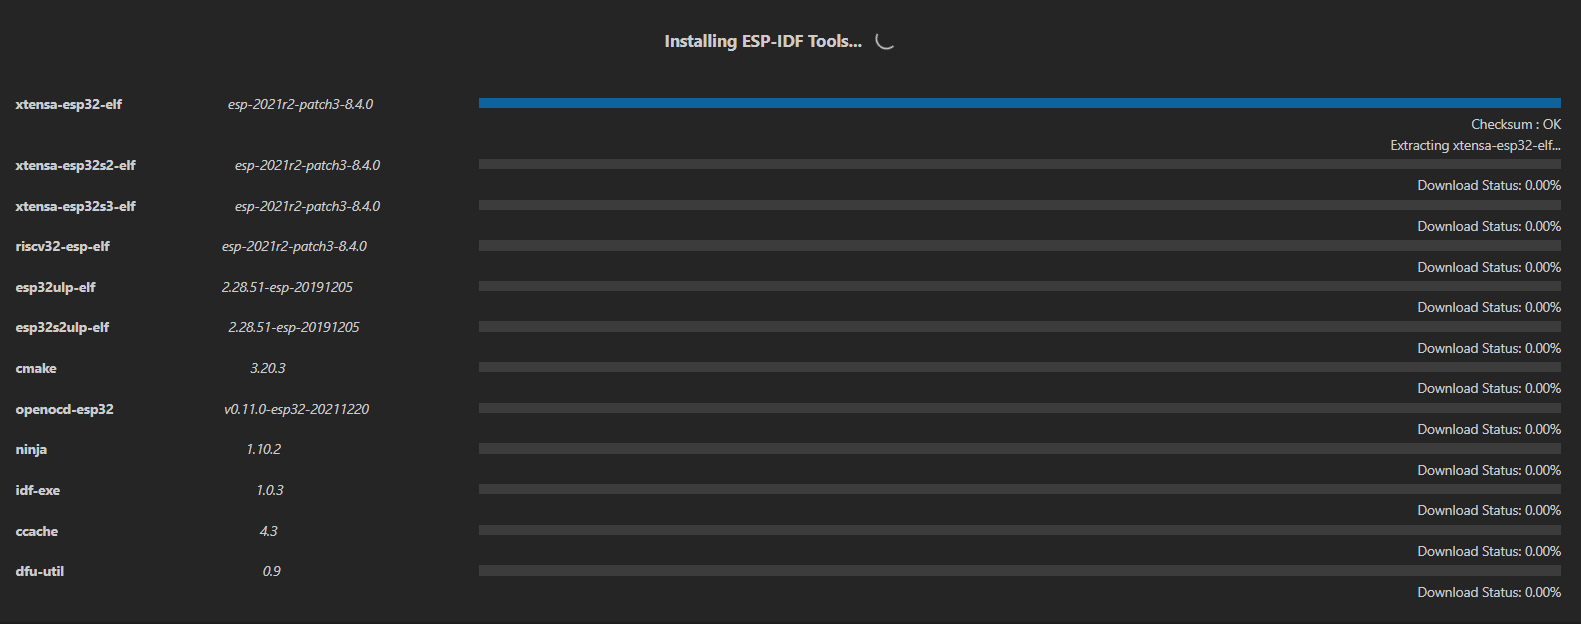 Installing ESP-IDF Tools...
xtensa-esp32-elf esp-2021r2-patch3-8.4.0
Checksum : OK
Extracting xtensa-esp32-elf...
xtensa-esp32s2-elf esp-2021r2-patch3-8.4.0
Download Status: 0.00%
xtensa-esp32s3-elf esp-2021r2-patch3-8.4.0
Download Status: 0.00%
riscv32-esp-elf esp-2021r2-patch3-8.4.0
Download Status: 0.00%
esp32ulp-elf 2.28.51-esp-20191205
Download Status: 0.00%
esp32s2ulp-elf 2.28.51-esp-20191205
Download Status: 0.00%
cmake 3.20.3
Download Status: 0.00%
openocd-esp32 v0.11.0-esp32-20211220
Download Status: 0.00%
ninja 1.10.2
Download Status: 0.00%
idf-exe 1.0.3
Download Status: 0.00%
ccache 4.3
Download Status: 0.00%
dfu-util 0.9
Download Status: 0.00%